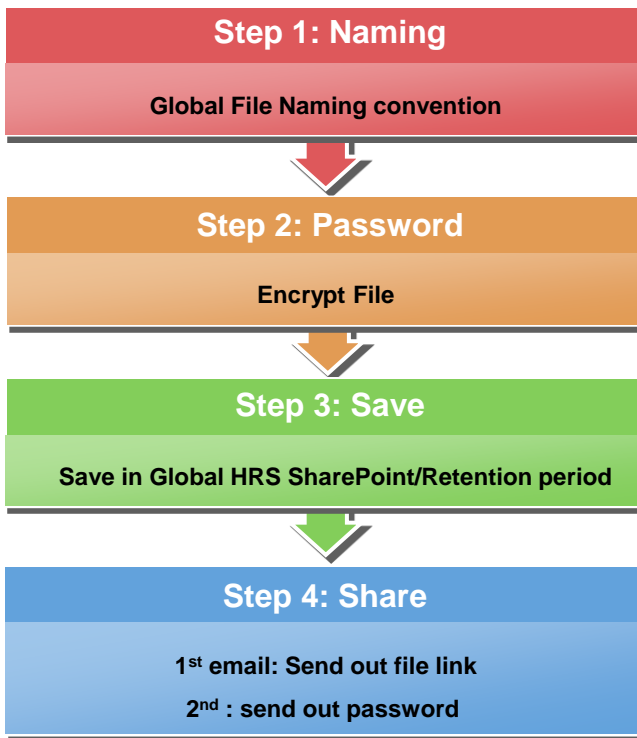 Step 1: Naming
Global File Naming convention
Step 2: Password
Encrypt File
Step 3: Save
Save in Global HRS SharePoint/Retention period
Step 4: Share
1st email: Send out file link
2nd : send out password